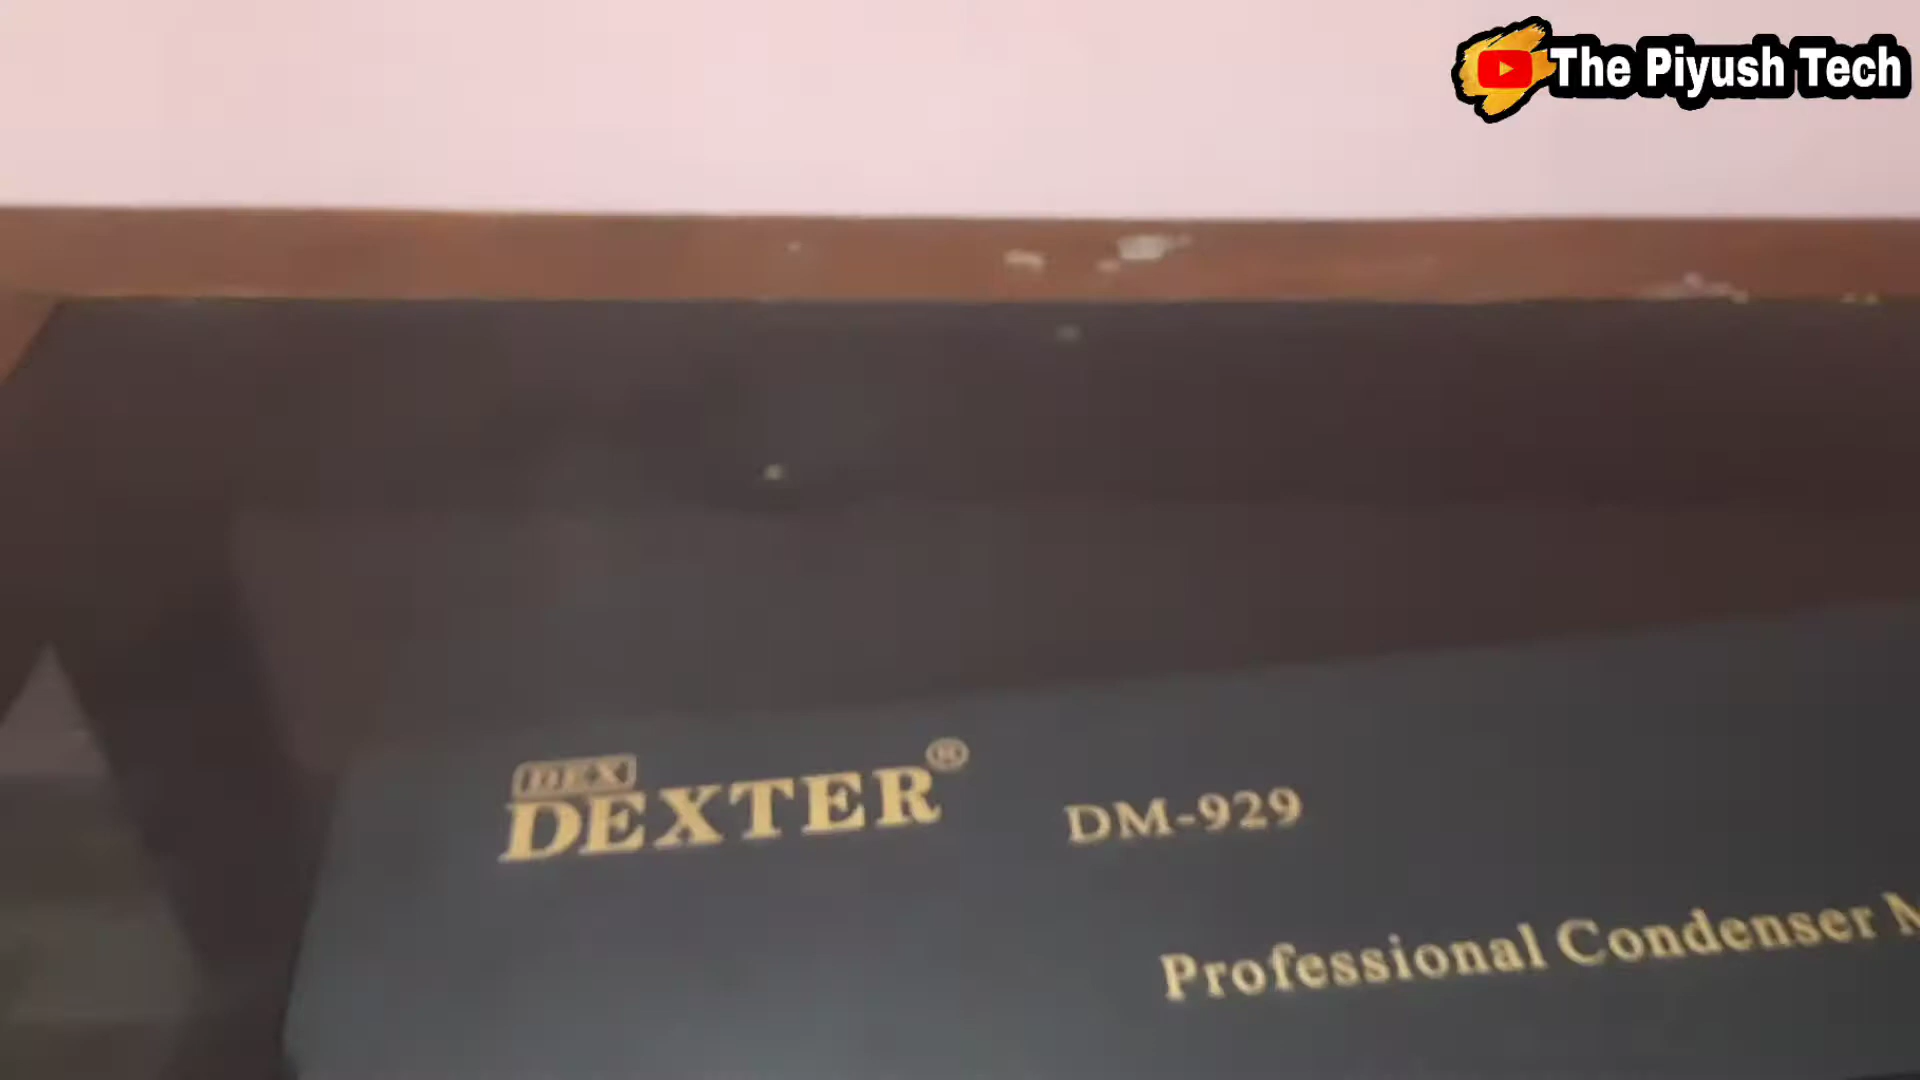 The Piyush Tech
DEX
DEXTER®
DM-929
Professional Condenser